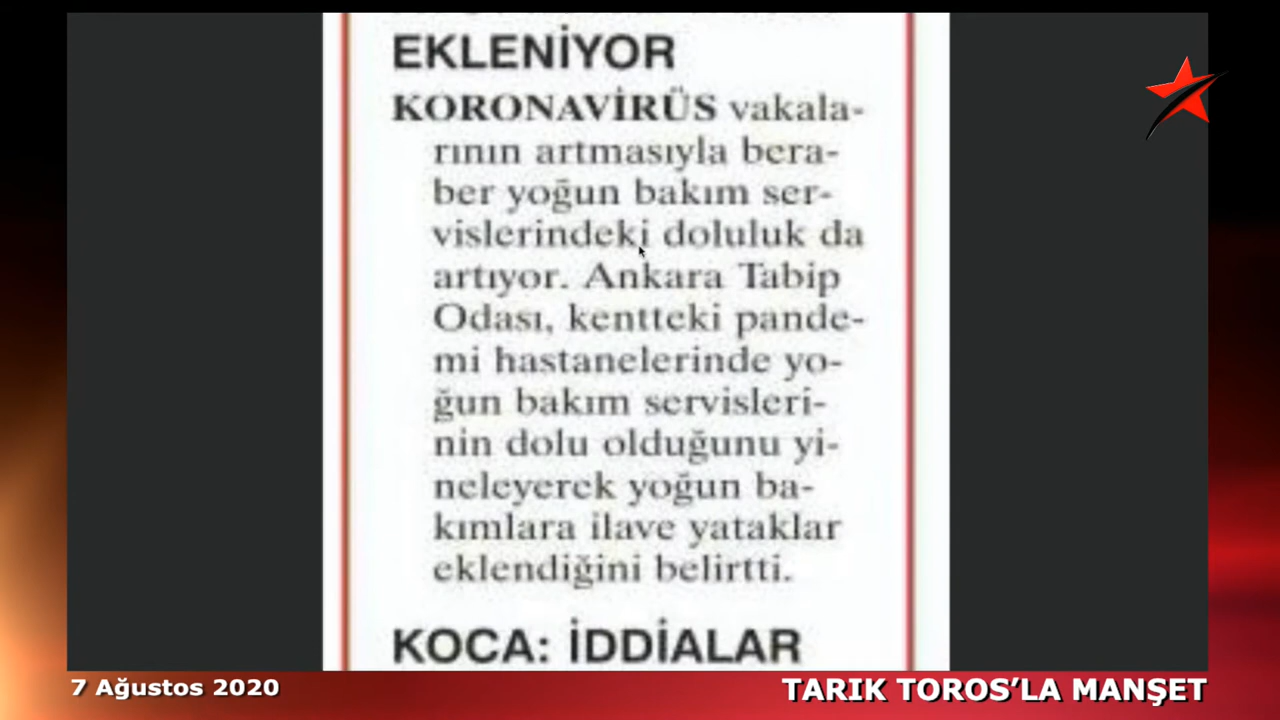 EKLENİYOR
KORONAVİRÜS vakala-
rının artmasıyla bera-
ber yoğun bakım ser-
vislerindeki doluluk da
artıyor. Ankara Tabip
Odası, kentteki pande-
mi hastanelerinde yo-
ğun bakım servisleri-
nin dolu olduğunu yi-
neleyerek yoğun ba-
kımlara ilave yataklar
eklendiğini belirtti.
KOCA: İDDİALAR
7 Ağustos 2020
TARIK TOROS’LA MANŞET